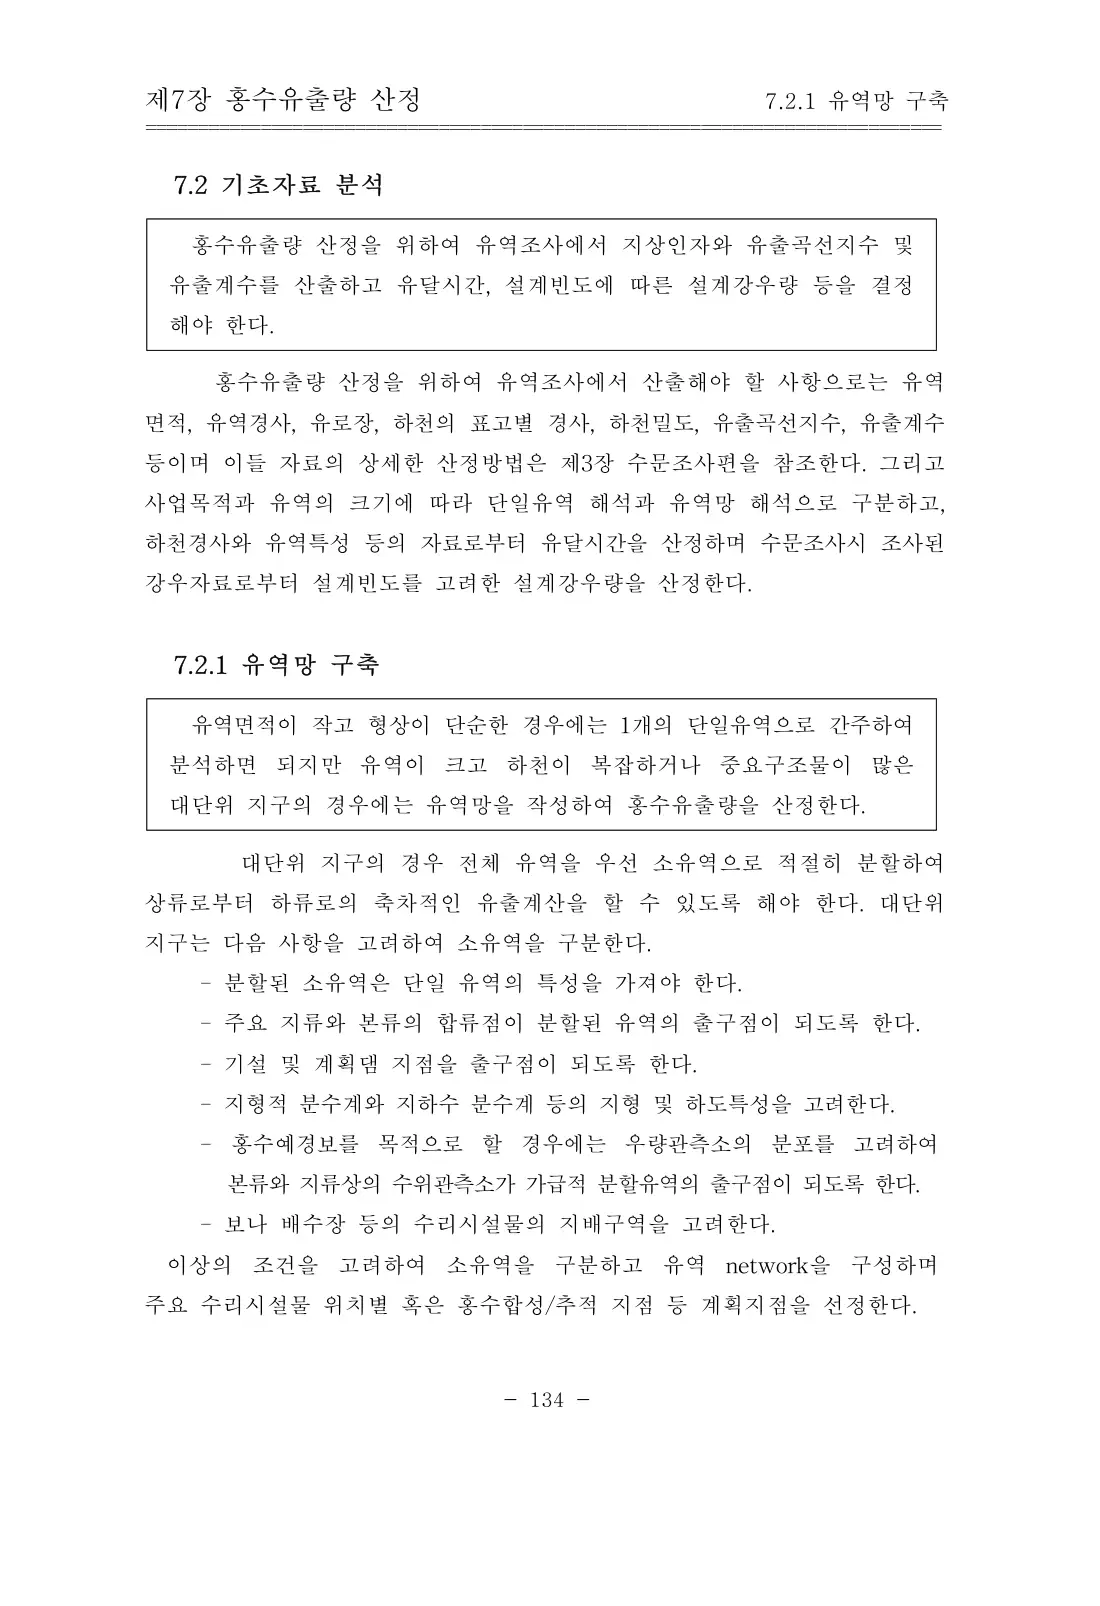 제7장 홍수유출량 산정 7.2.1 유역망 구축
7.2 기초자료 분석
홍수유출량 산정을 위하여 유역조사에서 지상인자와 유출곡선지수 및
유출계수를 산출하고 유달시간, 설계빈도에 따른 설계강우량 등을 결정
해야 한다.
홍수유출량 산정을 위하여 유역조사에서 산출해야 할 사항으로는 유역
면적, 유역경사, 유로장, 하천의 표고별 경사, 하천밀도, 유출곡선지수, 유출계수
등이며 이들 자료의 상세한 산정방법은 제3장 수문조사편을 참조한다. 그리고
사업목적과 유역의 크기에 따라 단일유역 해석과 유역망 해석으로 구분하고,
하천경사와 유역특성 등의 자료로부터 유달시간을 산정하며 수문조사시 조사된
강우자료로부터 설계빈도를 고려한 설계강우량을 산정한다.
7.2.1 유역망 구축
유역면적이 작고 형상이 단순한 경우에는 1개의 단일유역으로 간주하여
분석하면 되지만 유역이 크고 하천이 복잡하거나 중요구조물이 많은
대단위 지구의 경우에는 유역망을 작성하여 홍수유출량을 산정한다.
대단위 지구의 경우 전체 유역을 우선 소유역으로 적절히 분할하여
상류로부터 하류로의 축차적인 유출계산을 할 수 있도록 해야 한다. 대단위
지구는 다음 사항을 고려하여 소유역을 구분한다.
- 분할된 소유역은 단일 유역의 특성을 가져야 한다.
- 주요 지류와 본류의 합류점이 분할된 유역의 출구점이 되도록 한다.
- 기설 및 계획댐 지점을 출구점이 되도록 한다.
- 지형적 분수계와 지하수 분수계 등의 지형 및 하도특성을 고려한다.
- 홍수예경보를 목적으로 할 경우에는 우량관측소의 분포를 고려하여
본류와 지류상의 수위관측소가 가급적 분할유역의 출구점이 되도록 한다.
- 보나 배수장 등의 수리시설물의 지배구역을 고려한다.
이상의 조건을 고려하여 소유역을 구분하고 유역 network을 구성하며
주요 수리시설물 위치별 혹은 홍수합성/추적 지점 등 계획지점을 선정한다.
- 134 -